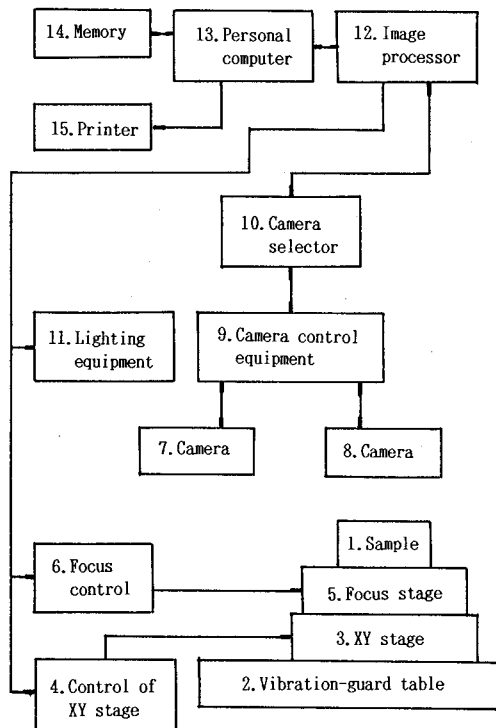 14. Memory
13. Personal
computer
12. Image
processor
15. Printer
10. Camera
selector
11. Lighting
equipment
9. Camera control
equipment
7. Camera
8. Camera
1. Sample
6. Focus
control
5. Focus stage
3. XY stage
4. Control of
XY stage
2. Vibration-guard table